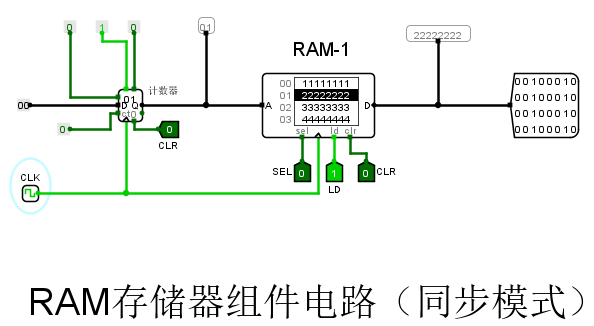 0 1 0 01 22222222
RAM-1
计数器
00 11111111
01 22222222
02 33333333
03 44444444
00
01
D Q
ct0
A D
sel ld clr
0
0
CLR
SEL 0
1
LD
0 CLR
CLK
00100010
00100010
00100010
00100010
RAM存储器组件电路（同步模式）